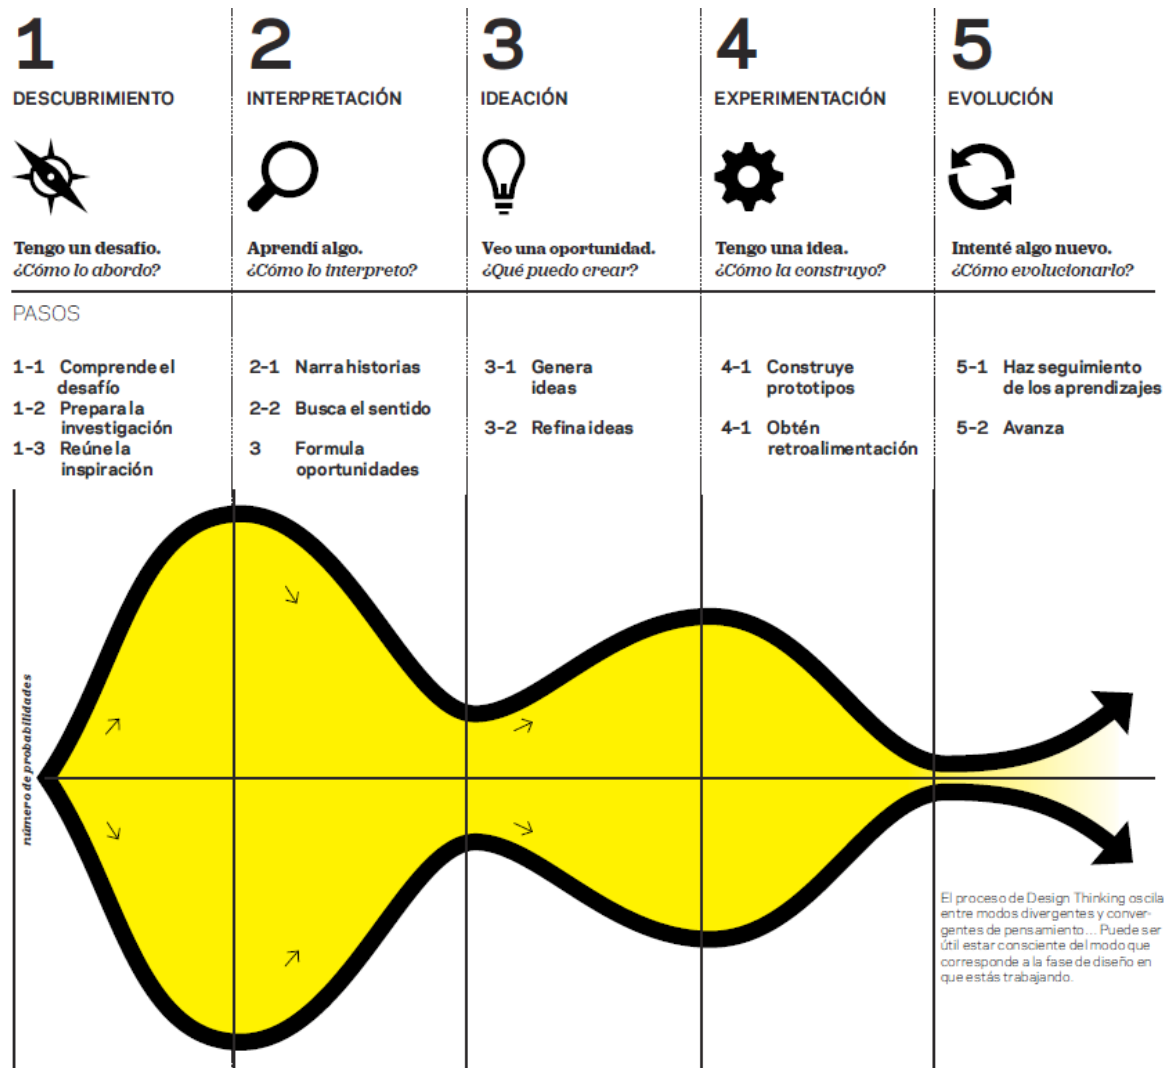 1
DESCUBRIMIENTO
Tengo un desafío.
¿Cómo lo abordo?
2
INTERPRETACIÓN
Aprendí algo.
¿Cómo lo interpreto?
3
IDEACIÓN
Veo una oportunidad.
¿Qué puedo crear?
4
EXPERIMENTACIÓN
Tengo una idea.
¿Cómo la construyo?
5
EVOLUCIÓN
Intenté algo nuevo.
¿Cómo evolucionarlo?
PASOS
1-1 Comprende el
desafío
1-2 Prepara la
investigación
1-3 Reúne la
inspiración
2-1 Narra historias
2-2 Busca el sentido
3 Formula
oportunidades
3-1 Genera
ideas
3-2 Refina ideas
4-1 Construye
prototipos
4-1 Obtén
retroalimentación
5-1 Haz seguimiento
de los aprendizajes
5-2 Avanza
número de probabilidades
El proceso de Design Thinking oscila
entre modos divergentes y conver-
gentes de pensamiento... Puede ser
útil estar consciente del modo que
corresponde a la fase de diseño en
que estás trabajando.